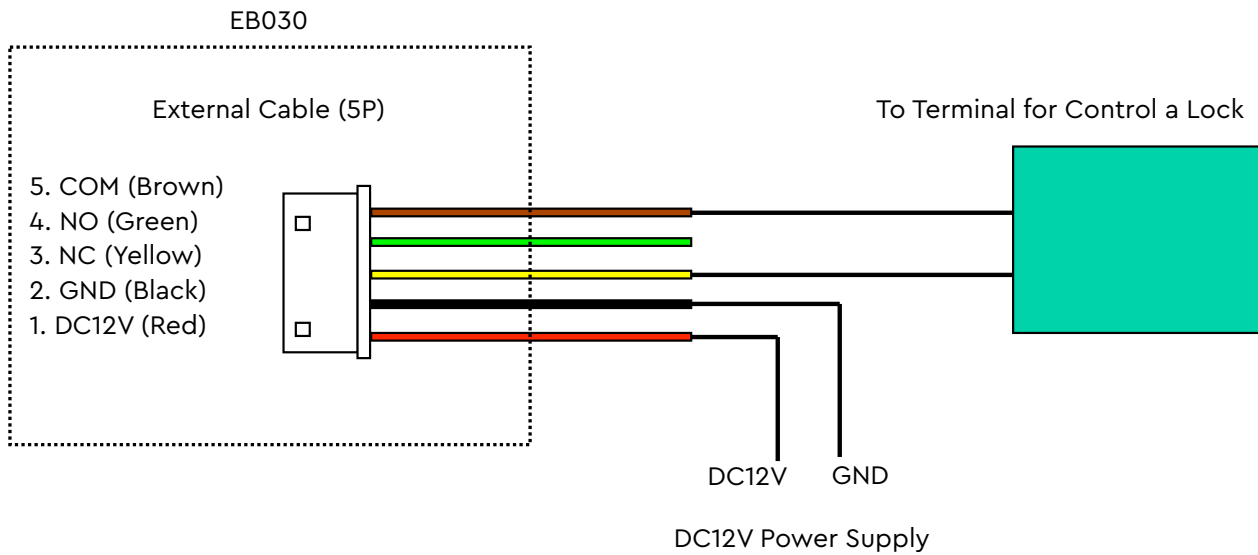 EB030
External Cable (5P)
To Terminal for Control a Lock
5. COM (Brown)
4. NO (Green)
3. NC (Yellow)
2. GND (Black)
1. DC12V (Red)
DC12V GND
DC12V Power Supply